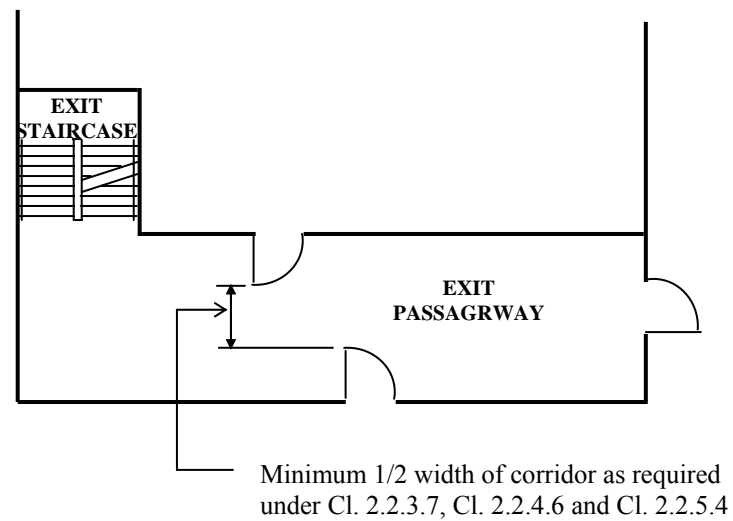 EXIT
STAIRCASE
EXIT
PASSAGRWAY
Minimum 1/2 width of corridor as required
under Cl. 2.2.3.7, Cl. 2.2.4.6 and Cl. 2.2.5.4